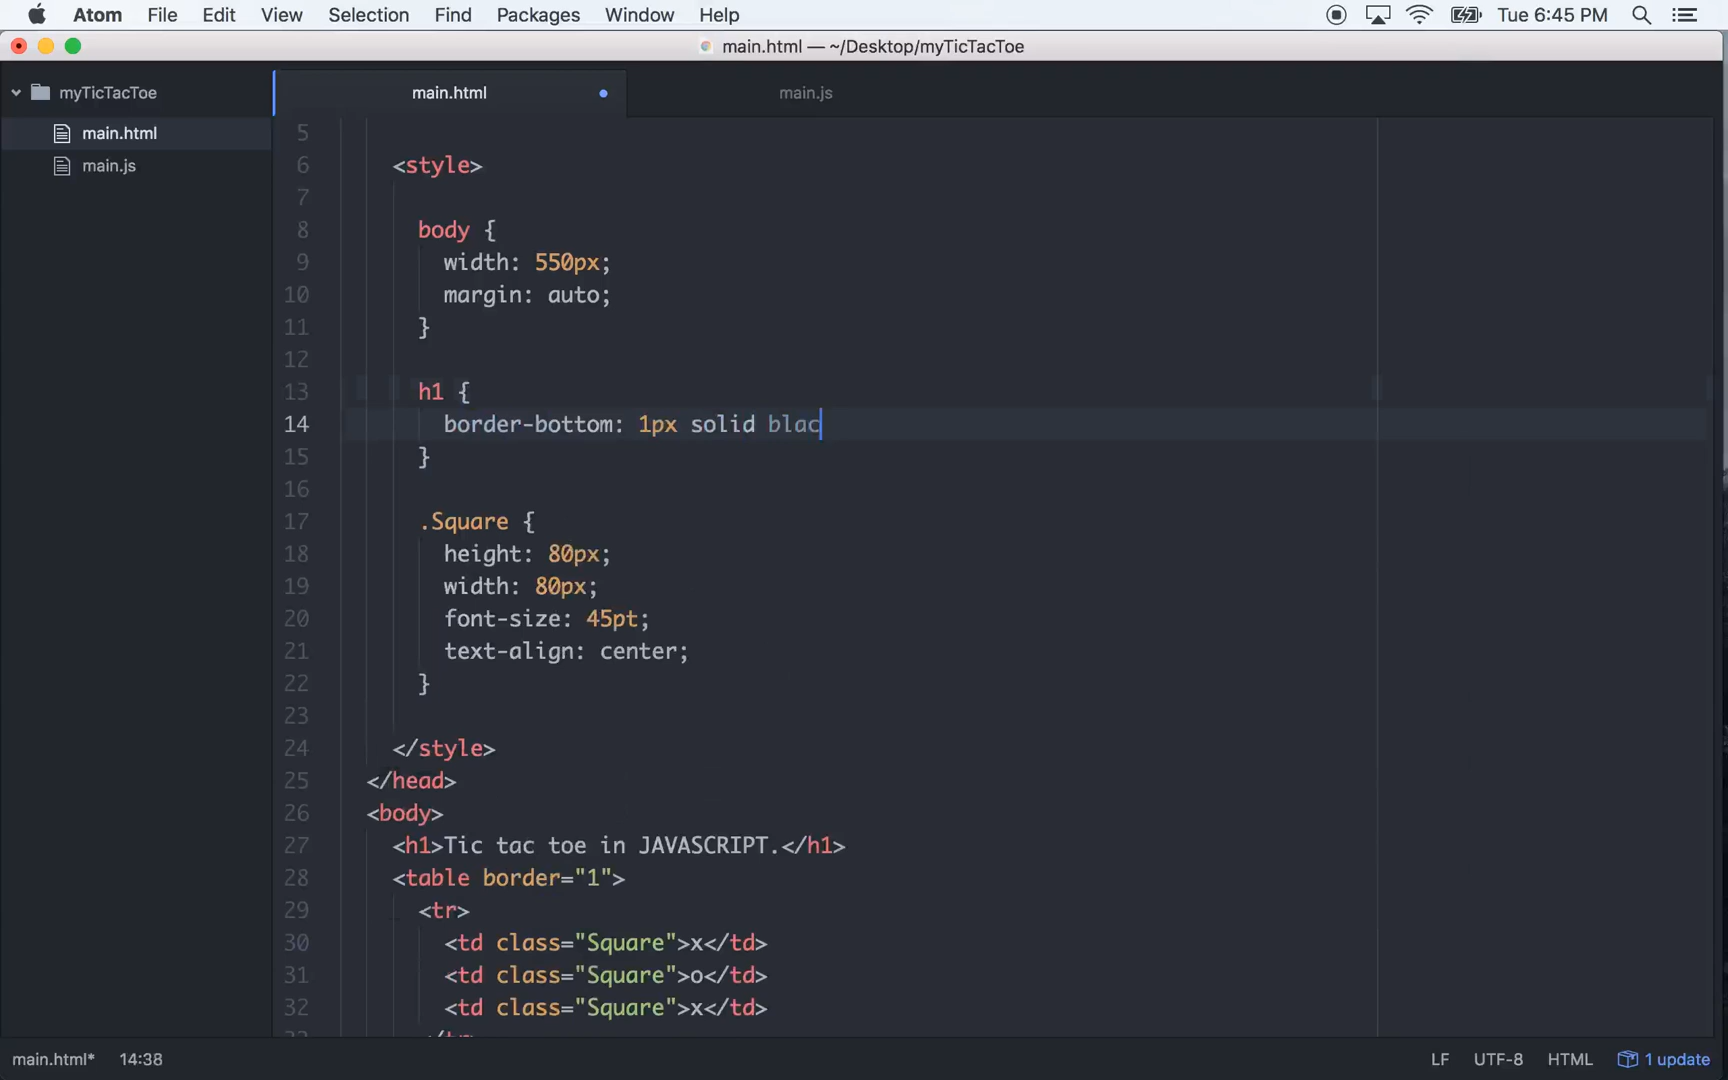 Atom File Edit View Selection Find Packages Window Help Tue 6:45 PM
main.html — ~/Desktop/myTicTacToe
myTicTacToe
main.html
main.js
main.html main.js
5
6 <style>
7
8 body {
9 width: 550px;
10 margin: auto;
11 }
12
13 h1 {
14 border-bottom: 1px solid blac
15 }
16
17 .Square {
18 height: 80px;
19 width: 80px;
20 font-size: 45pt;
21 text-align: center;
22 }
23
24 </style>
25 </head>
26 <body>
27 <h1>Tic tac toe in JAVASCRIPT.</h1>
28 <table border="1">
29 <tr>
30 <td class="Square">x</td>
31 <td class="Square">o</td>
32 <td class="Square">x</td>
main.html* 14:38 LF UTF-8 HTML 1 update